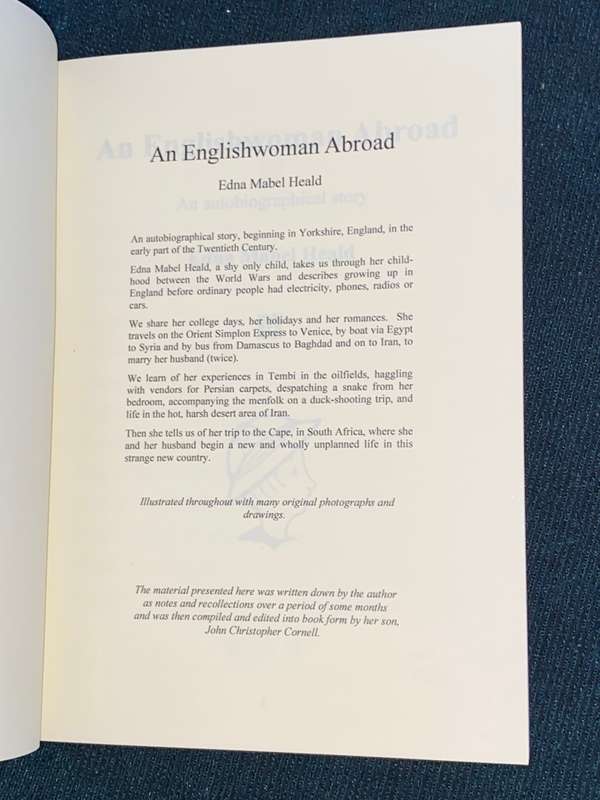 An Englishwoman Abroad
Edna Mabel Heald
An autobiographical story, beginning in Yorkshire, England, in the
early part of the Twentieth Century.
Edna Mabel Heald, a shy only child, takes us through her child-
hood between the World Wars and describes growing up in
England before ordinary people had electricity, phones, radios or
cars.
We share her college days, her holidays and her romances. She
travels on the Orient Simplon Express to Venice, by boat via Egypt
to Syria and by bus from Damascus to Baghdad and on to Iran, to
marry her husband (twice).
We learn of her experiences in Tembi in the oilfields, haggling
with vendors for Persian carpets, despatching a snake from her
bedroom, accompanying the menfolk on a duck-shooting trip, and
life in the hot, harsh desert area of Iran.
Then she tells us of her trip to the Cape, in South Africa, where she
and her husband begin a new and wholly unplanned life in this
strange new country.
Illustrated throughout with many original photographs and
drawings.
The material presented here was written down by the author
as notes and recollections over a period of some months
and was then compiled and edited into book form by her son,
John Christopher Cornell.